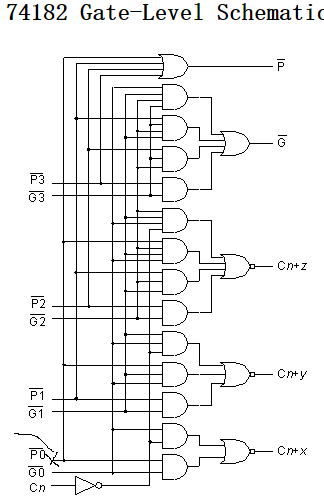 74182 Gate-Level Schematic
P
G
P3
G3
Cn+z
P2
G2
Cn+y
P1
G1
Cn+x
P0
G0
Cn